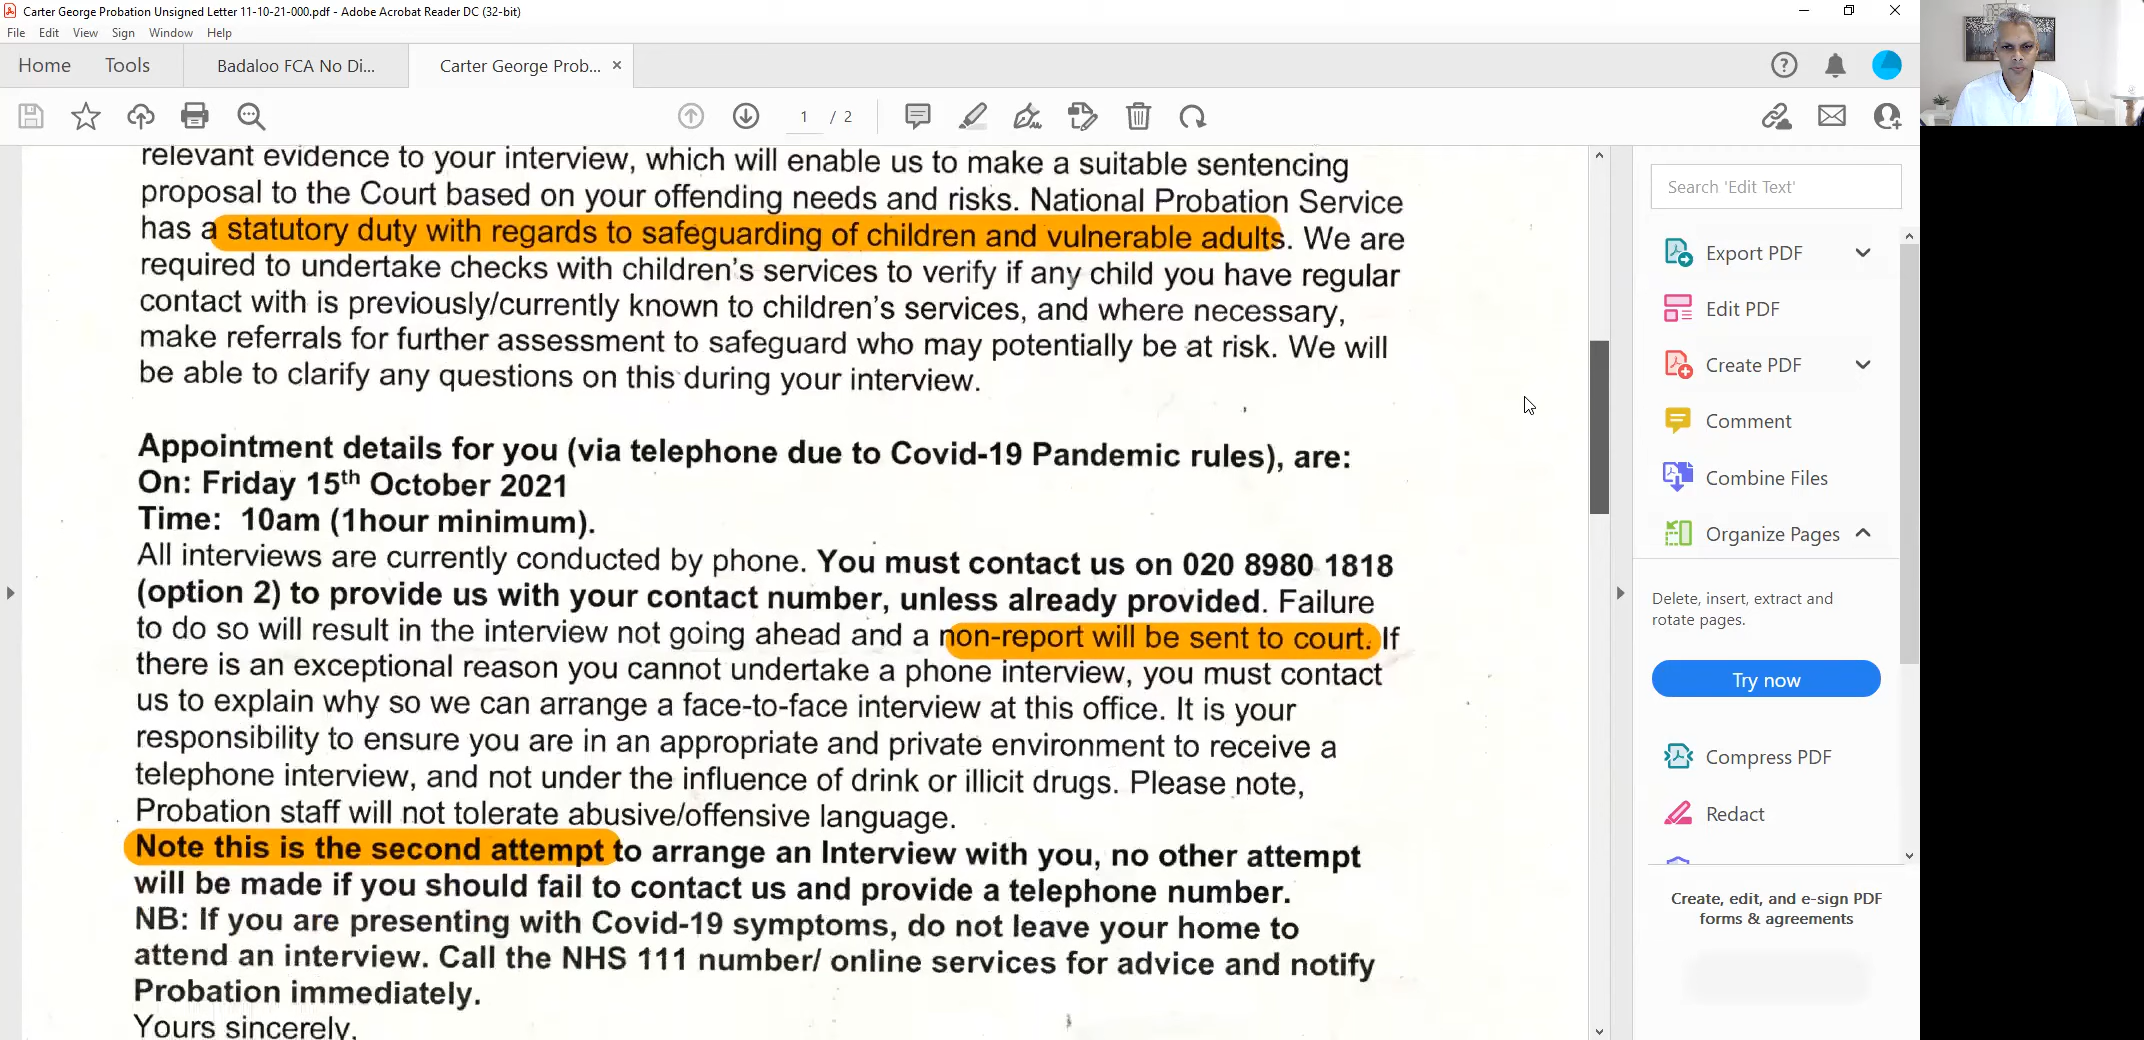 Carter George Probation Unsigned Letter 11-10-21-000.pdf - Adobe Acrobat Reader DC (32-bit)
File Edit View Sign Window Help
Home Tools Badaloo FCA No Di... Carter George Prob... ×
1 / 2
relevant evidence to your interview, which will enable us to make a suitable sentencing
proposal to the Court based on your offending needs and risks. National Probation Service
has a statutory duty with regards to safeguarding of children and vulnerable adults. We are
required to undertake checks with children's services to verify if any child you have regular
contact with is previously/currently known to children's services, and where necessary,
make referrals for further assessment to safeguard who may potentially be at risk. We will
be able to clarify any questions on this during your interview.
Appointment details for you (via telephone due to Covid-19 Pandemic rules), are:
On: Friday 15th October 2021
Time: 10am (1hour minimum).
All interviews are currently conducted by phone. You must contact us on 020 8980 1818
(option 2) to provide us with your contact number, unless already provided. Failure
to do so will result in the interview not going ahead and a non-report will be sent to court. If
there is an exceptional reason you cannot undertake a phone interview, you must contact
us to explain why so we can arrange a face-to-face interview at this office. It is your
responsibility to ensure you are in an appropriate and private environment to receive a
telephone interview, and not under the influence of drink or illicit drugs. Please note,
Probation staff will not tolerate abusive/offensive language.
Note this is the second attempt to arrange an Interview with you, no other attempt
will be made if you should fail to contact us and provide a telephone number.
NB: If you are presenting with Covid-19 symptoms, do not leave your home to
attend an interview. Call the NHS 111 number/ online services for advice and notify
Probation immediately.
Yours sincerely,
Search 'Edit Text'
Export PDF
Edit PDF
Create PDF
Comment
Combine Files
Organize Pages
Delete, insert, extract and
rotate pages.
Try now
Compress PDF
Redact
Create, edit, and e-sign PDF
forms & agreements